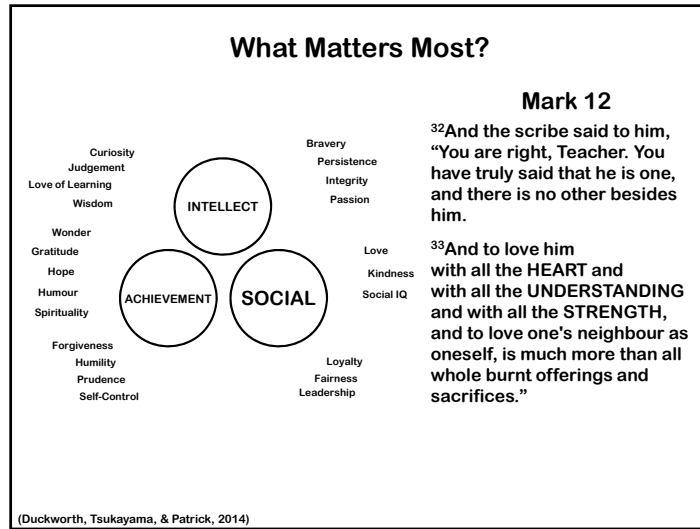 What Matters Most?
Curiosity
Judgement
Love of Learning
Wisdom
Wonder
Gratitude
Hope
Humour
Spirituality
Forgiveness
Humility
Prudence
Self-Control
INTELLECT
ACHIEVEMENT
SOCIAL
Bravery
Persistence
Integrity
Passion
Love
Kindness
Social IQ
Loyalty
Fairness
Leadership
Mark 12
32And the scribe said to him,
“You are right, Teacher. You
have truly said that he is one,
and there is no other besides
him.
33And to love him
with all the HEART and
with all the UNDERSTANDING
and with all the STRENGTH,
and to love one's neighbour as
oneself, is much more than all
whole burnt offerings and
sacrifices.”
(Duckworth, Tsukayama, & Patrick, 2014)